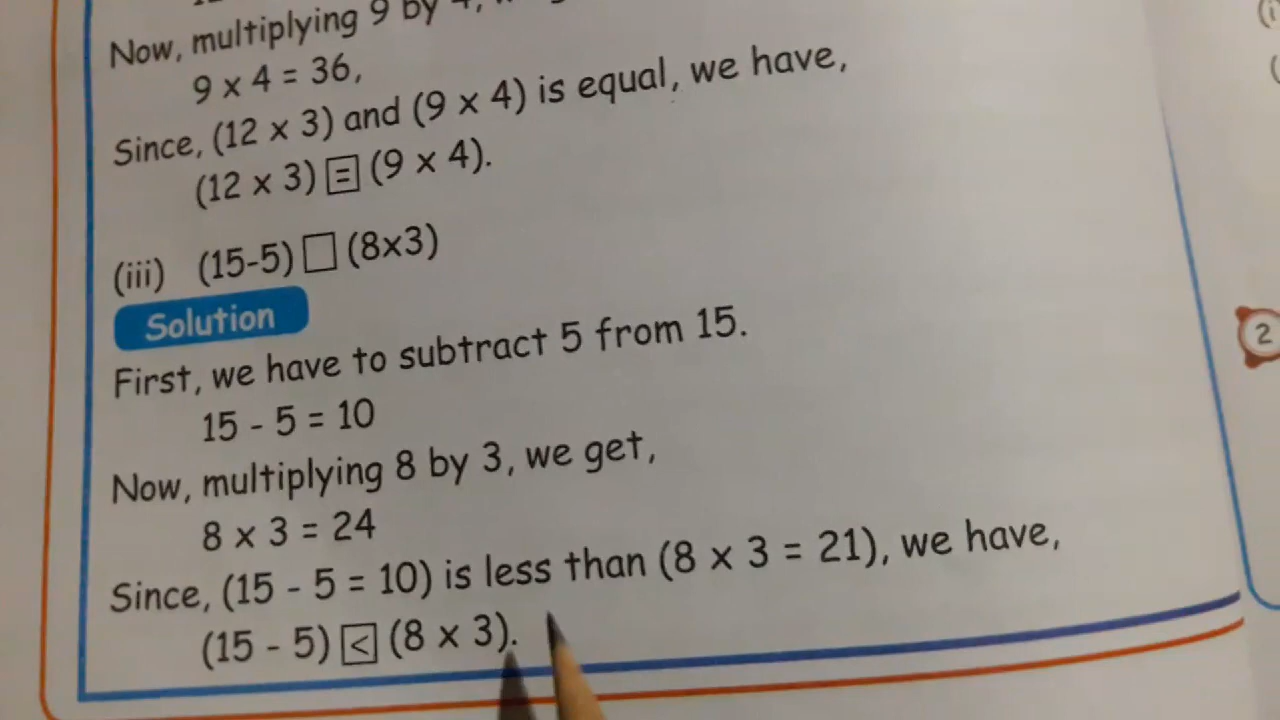 Now, multiplying 9 by 4,
9 x 4 = 36,
Since, (12 x 3) and (9 x 4) is equal, we have,
(12 x 3) = (9 x 4).
(iii) (15-5) □ (8x3)
Solution
First, we have to subtract 5 from 15.
15 - 5 = 10
Now, multiplying 8 by 3, we get,
8 x 3 = 24
Since, (15 - 5 = 10) is less than (8 x 3 = 21), we have,
(15 - 5) < (8 x 3).
2